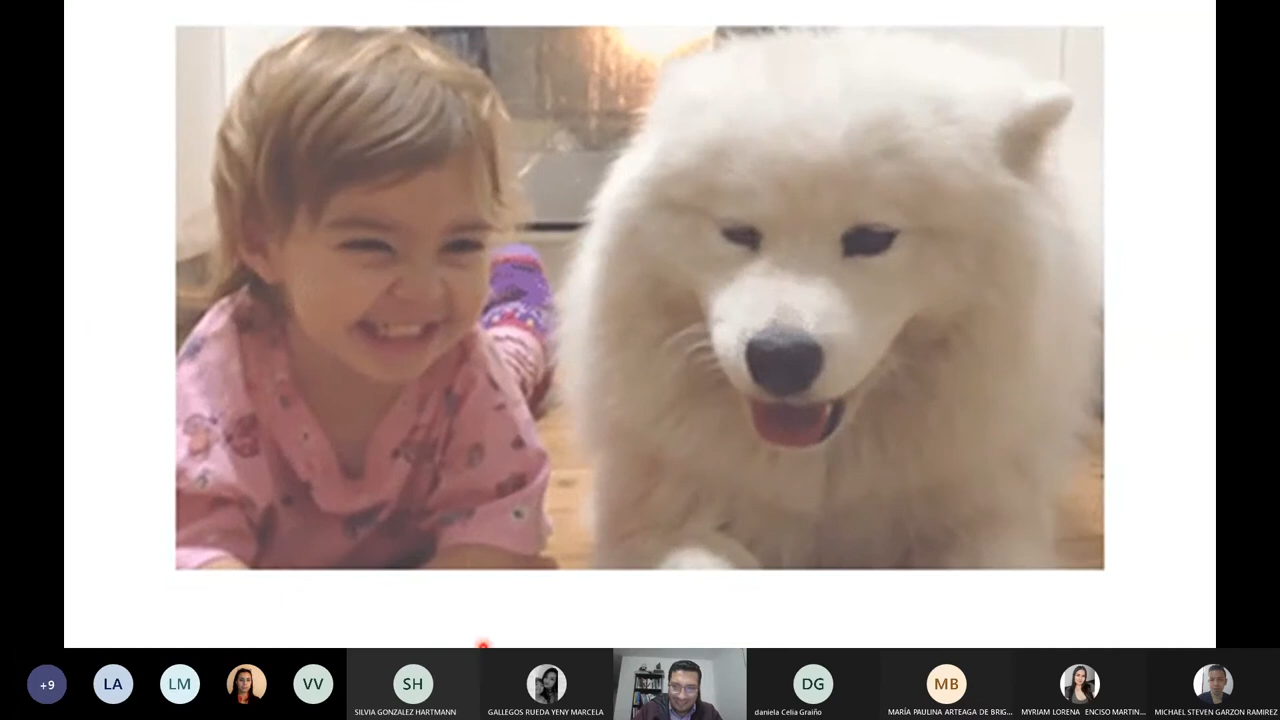 +9
LA
LM
VV
SH
DG
MB
SILVIA GONZALEZ HARTMANN
GALLEGOS RUEDA YENY MARCELA
daniela Celia Graiño
MARÍA PAULINA ARTEAGA DE BRIG...
MYRIAM LORENA ENCISO MARTIN...
MICHAEL STEVEN GARZON RAMIREZ